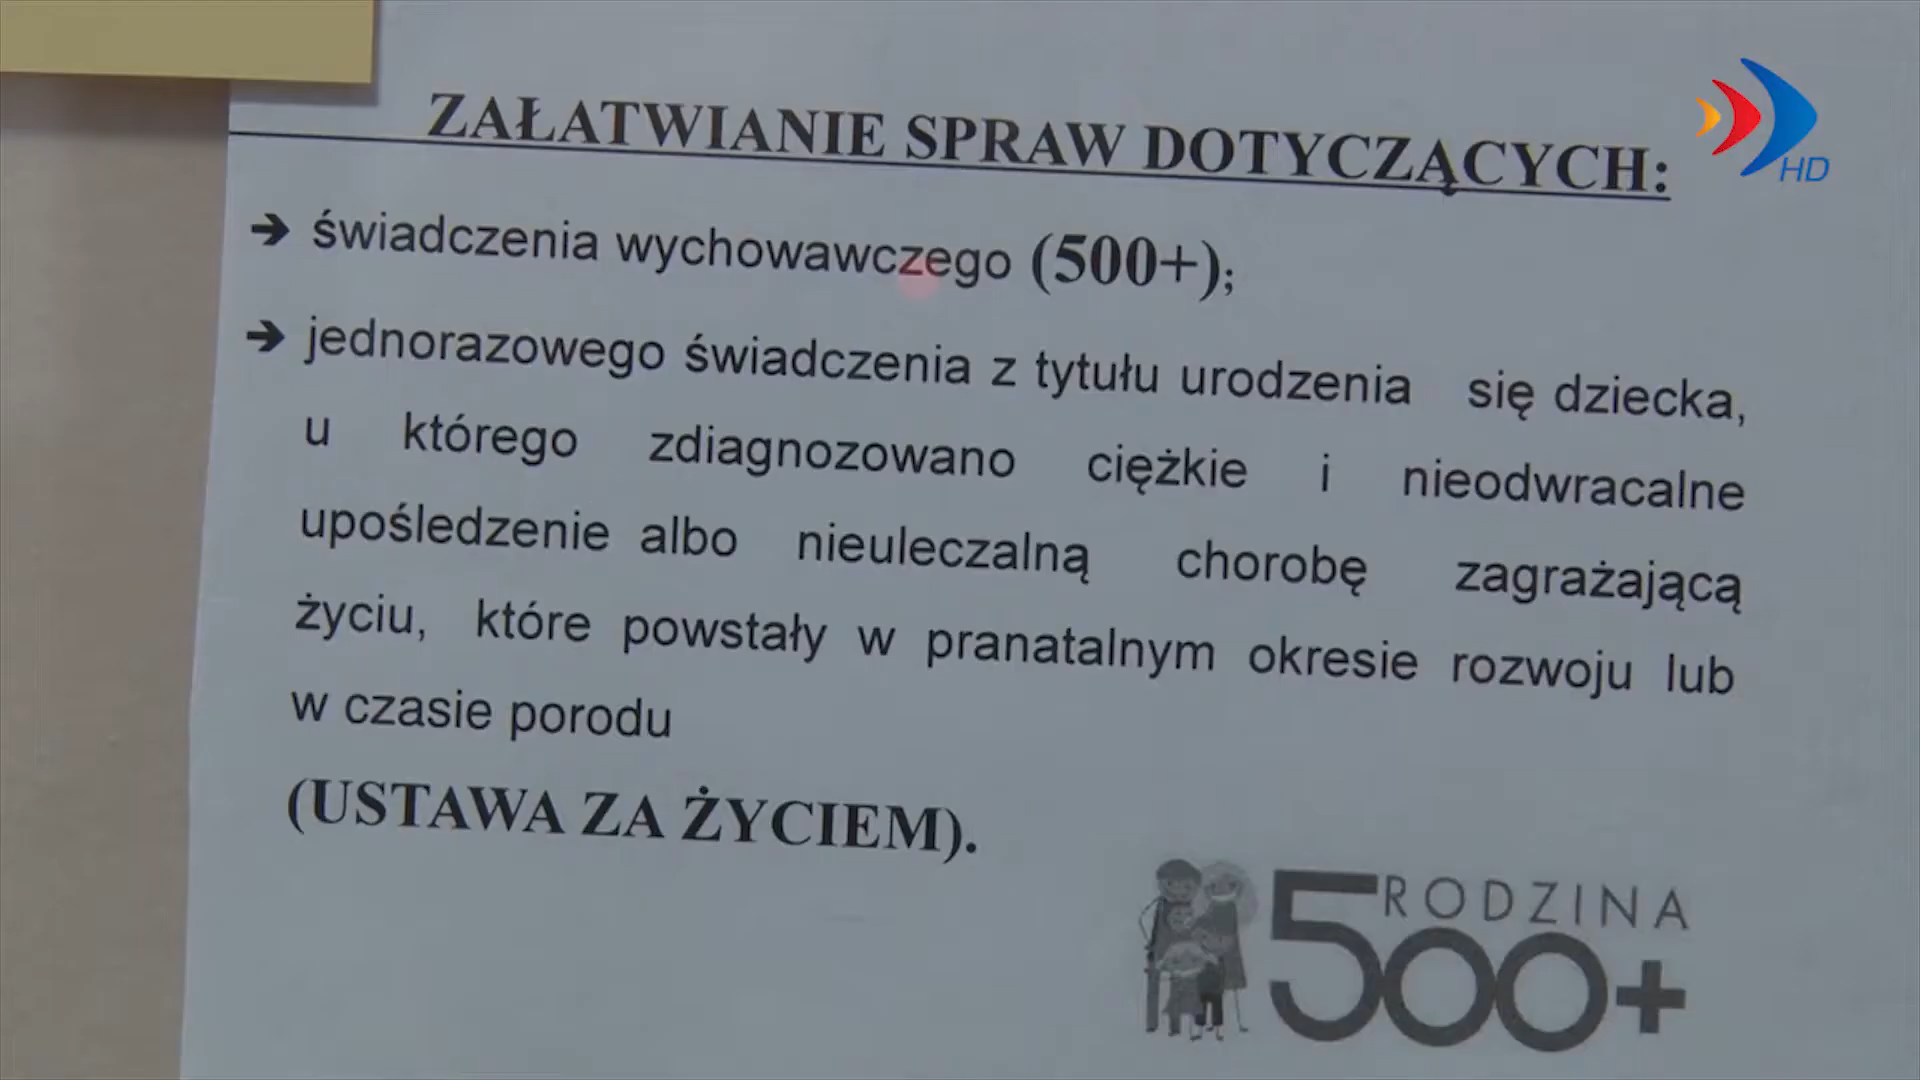 ZAŁATWIANIE SPRAW DOTYCZĄCYCH:
➔ świadczenia wychowawczego (500+);
➔ jednorazowego świadczenia z tytułu urodzenia się dziecka,
u którego zdiagnozowano ciężkie i nieodwracalne
upośledzenie albo nieuleczalną chorobę zagrażającą
życiu, które powstały w pranatalnym okresie rozwoju lub
w czasie porodu
(USTAWA ZA ŻYCIEM).
RODZINA
500+
HD